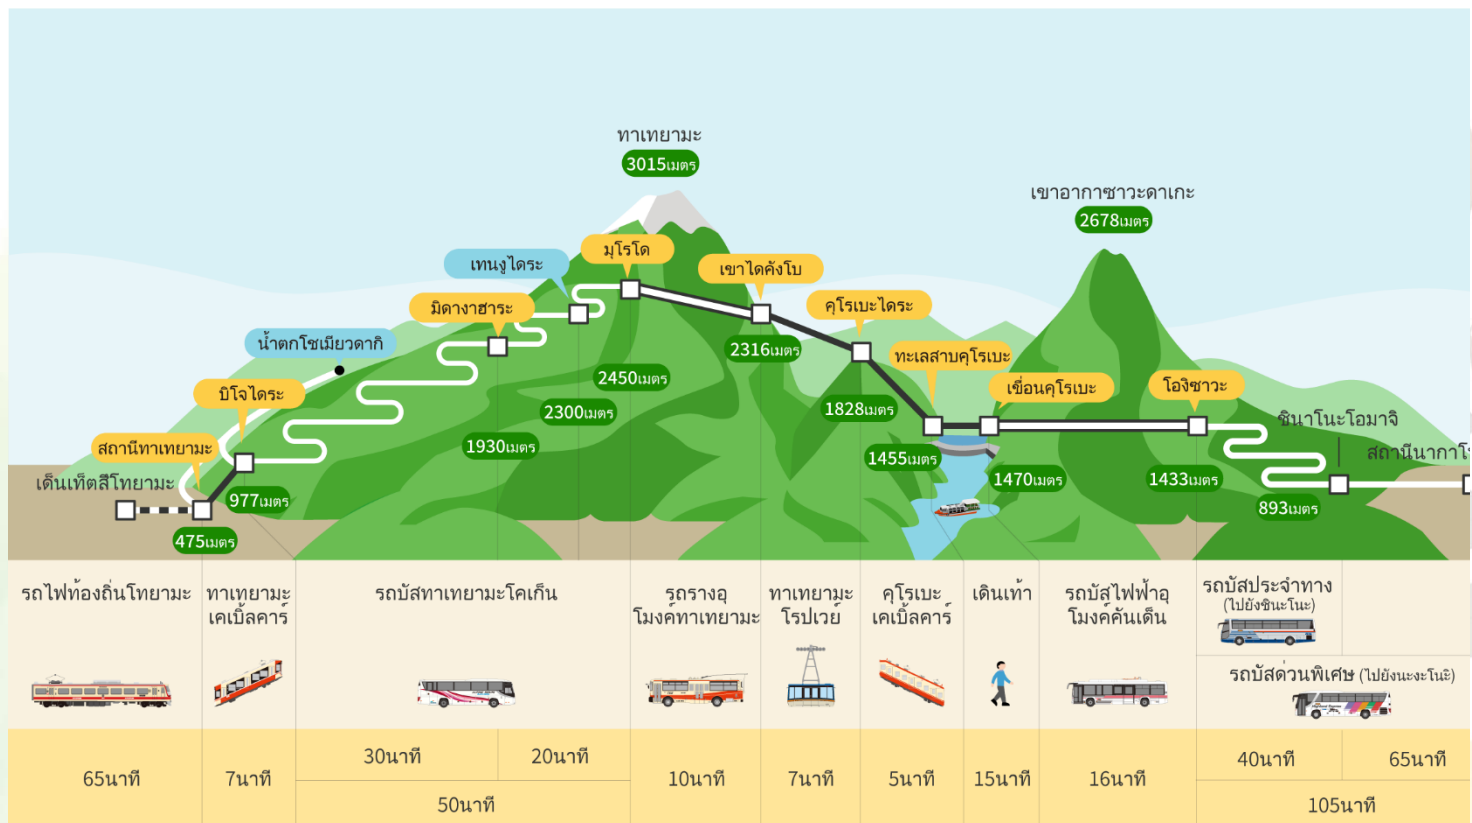 ทาเทยามะ
3015เมตร
เขาอากาซาวะดาเกะ
2678เมตร
มุโรโด
เทนงูไดระ
เขาไดคังโบ
มิดางาฮาระ
คุโรเบะไดระ
น้ำตกโชเมียวดากิ
ทะเลสาบคุโรเบะ
2316เมตร
บิโจไดระ
2450เมตร
เขื่อนคุโรเบะ
โองิซาวะ
2300เมตร
1828เมตร
ชินาโนะโอมาจิ
สถานีทาเทยามะ
1930เมตร
1455เมตร
สถานีนากาโ
เด็นเท็ตสึโทยามะ
977เมตร
1470เมตร
1433เมตร
893เมตร
475เมตร
รถไฟท้องถิ่นโทยามะ
ทาเทยามะ
เคเบิ้ลคาร์
รถบัสทาเทยามะโคเก็น
รถรางอุ
โมงค์ทาเทยามะ
ทาเทยามะ
โรปเวย์
คุโรเบะ
เคเบิ้ลคาร์
เดินเท้า
รถบัสไฟฟ้าอุ
โมงค์คันเด็น
รถบัสประจำทาง
(ไปยังชินะโนะ)
รถบัสด่วนพิเศษ (ไปยังนะงะโนะิ)
65นาที
7นาที
30นาที
20นาที
50นาที
10นาที
7นาที
5นาที
15นาที
16นาที
40นาที
65นาที
105นาที